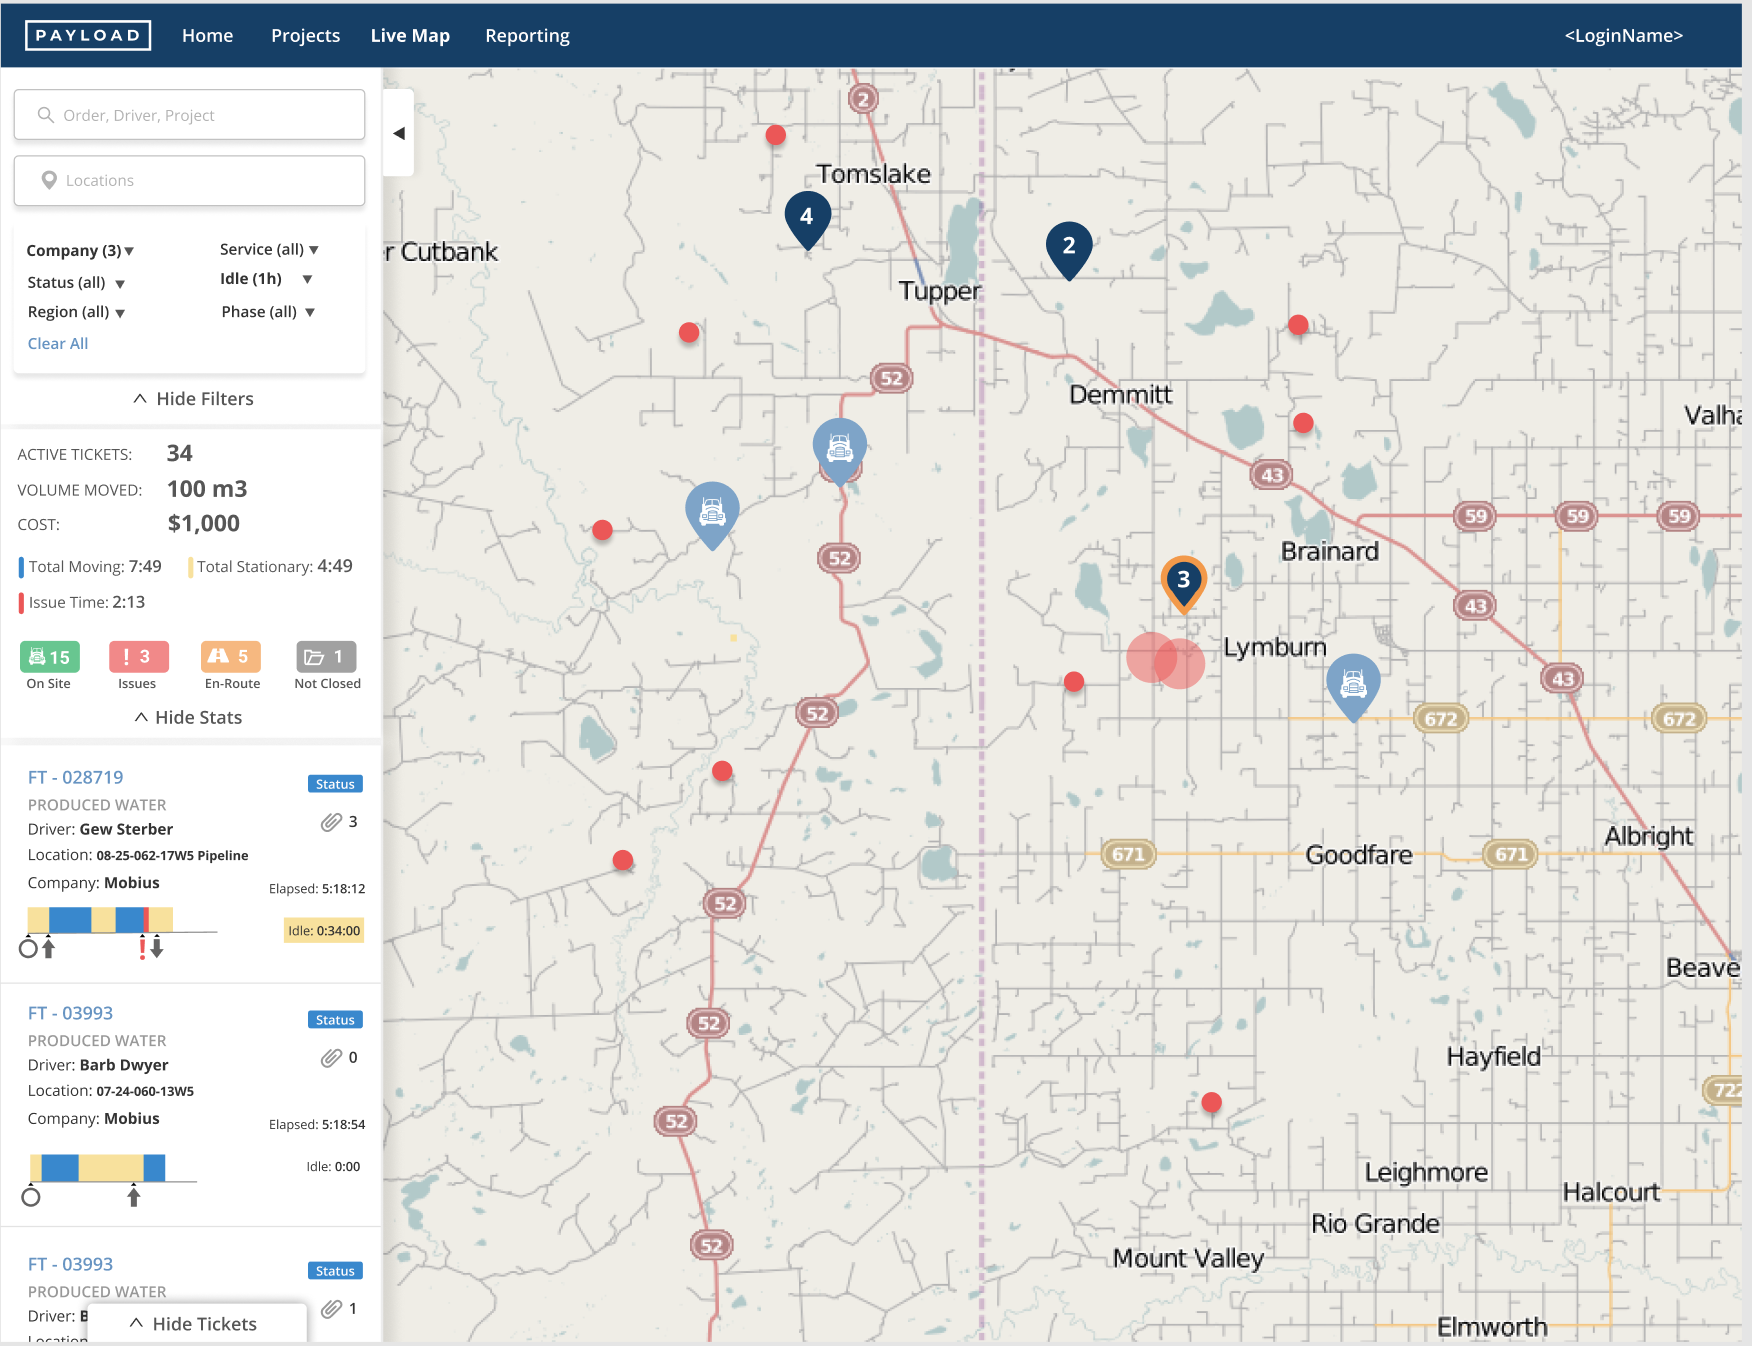 PAYLOAD Home Projects Live Map Reporting <LoginName>
Order, Driver, Project
Locations
Company (3) Service (all)
Status (all) Idle (1h)
Region (all) Phase (all)
Clear All
Hide Filters
ACTIVE TICKETS: 34
VOLUME MOVED: 100 m3
COST: $1,000
Total Moving: 7:49 Total Stationary: 4:49
Issue Time: 2:13
15 3 5 1
On Site Issues En-Route Not Closed
Hide Stats
FT - 028719 Status
PRODUCED WATER
3
Driver: Gew Sterber
Location: 08-25-062-17W5 Pipeline
Company: Mobius
Elapsed: 5:18:12
Idle: 0:34:00
FT - 03993 Status
PRODUCED WATER
0
Driver: Barb Dwyer
Location: 07-24-060-13W5
Company: Mobius
Elapsed: 5:18:54
Idle: 0:00
FT - 03993 Status
PRODUCED WATER
1
Driver: B
Hide Tickets
Location
2
Tomslake
4
2
r Cutbank
Tupper
52
Demmitt
Valha
43
59 59 59
Brainard
52
3
43
Lymburn
43
52
672 672
Albright
671 Goodfare 671
52
Beave
52
Hayfield
722
52
Leighmore
Halcourt
Rio Grande
52
Mount Valley
Elmworth